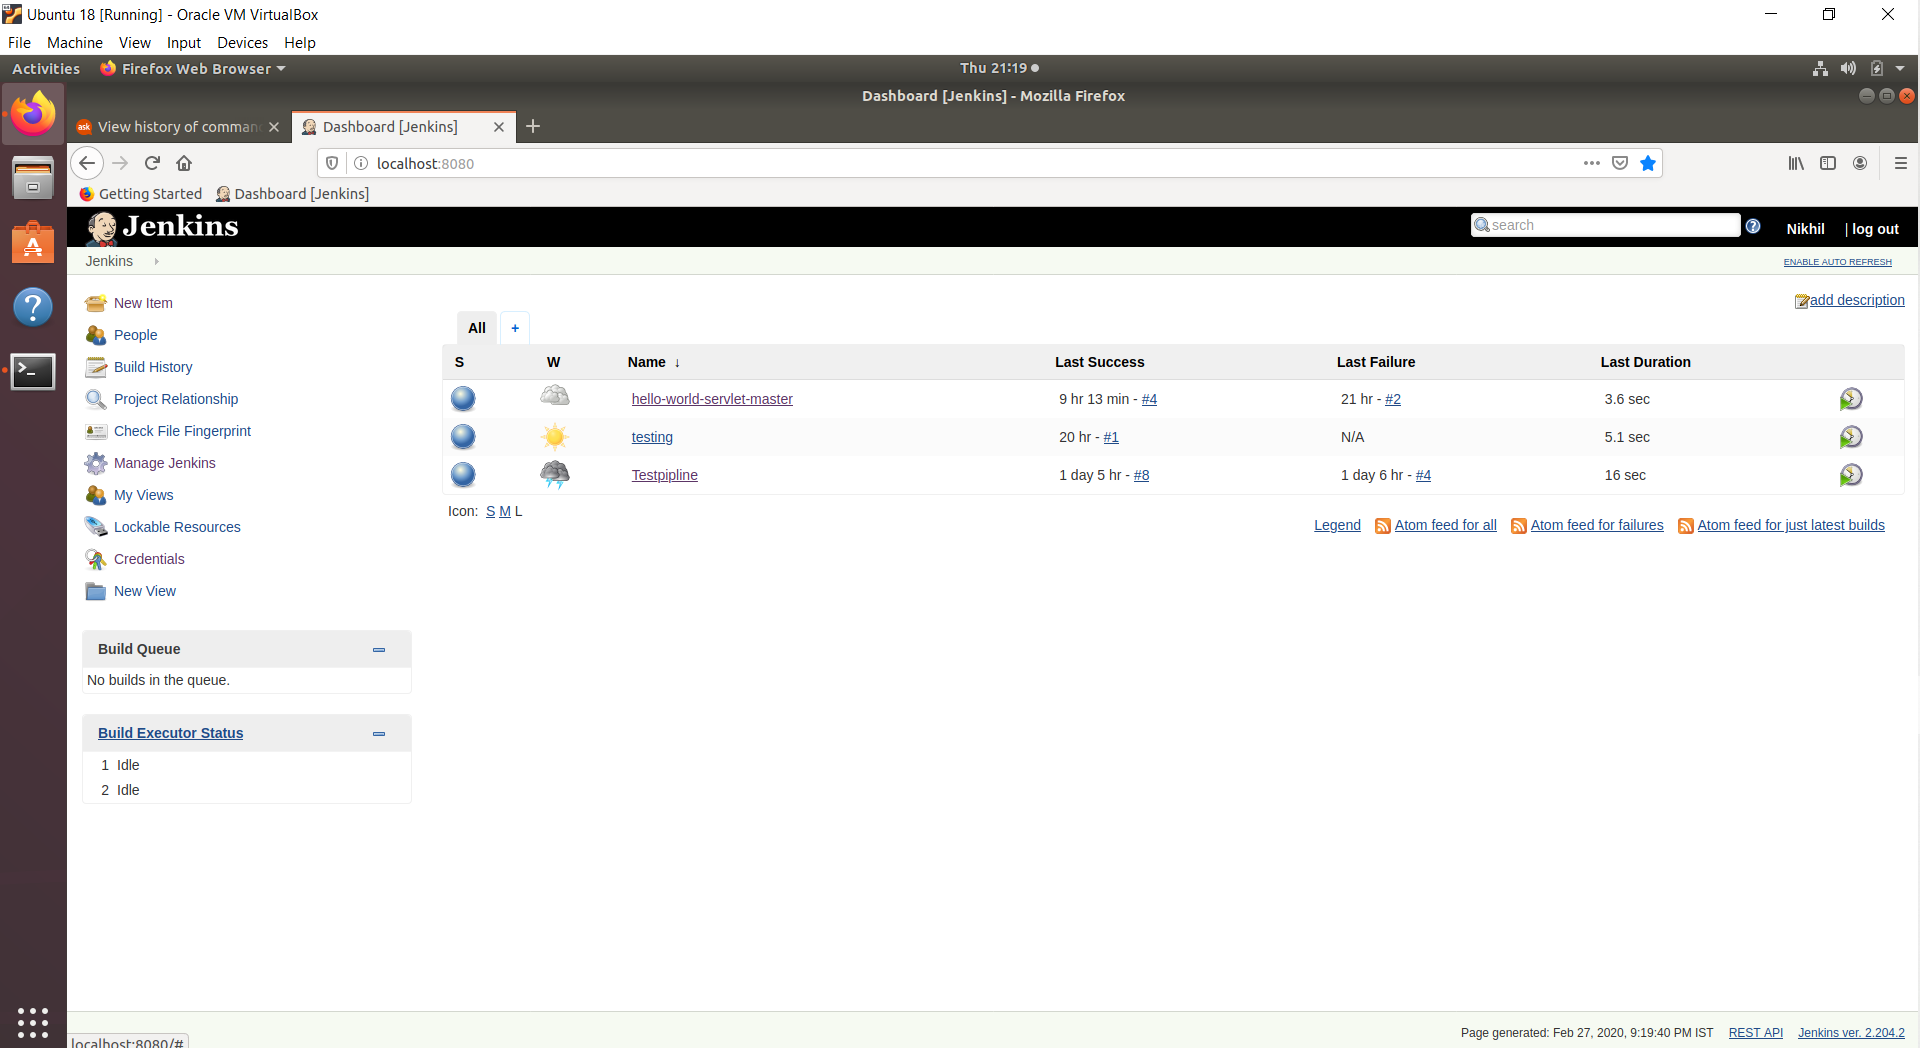 Ubuntu 18 [Running] - Oracle VM VirtualBox
File Machine View Input Devices Help
Activities Firefox Web Browser Thu 21:19
Dashboard [Jenkins] - Mozilla Firefox
ask View history of comman Dashboard [Jenkins]
localhost:8080
Getting Started Dashboard [Jenkins]
Jenkins search Nikhil | log out
Jenkins ENABLE AUTO REFRESH
add description
New Item
People
Build History
Project Relationship
Check File Fingerprint
Manage Jenkins
My Views
Lockable Resources
Credentials
New View
Build Queue
No builds in the queue.
Build Executor Status
1 Idle
2 Idle
All +
S W Name ↓ Last Success Last Failure Last Duration
hello-world-servlet-master 9 hr 13 min - #4 21 hr - #2 3.6 sec
testing 20 hr - #1 N/A 5.1 sec
Testpipline 1 day 5 hr - #8 1 day 6 hr - #4 16 sec
Icon: S M L
Legend Atom feed for all Atom feed for failures Atom feed for just latest builds
Page generated: Feb 27, 2020, 9:19:40 PM IST REST API Jenkins ver. 2.204.2
localhost:8080/#